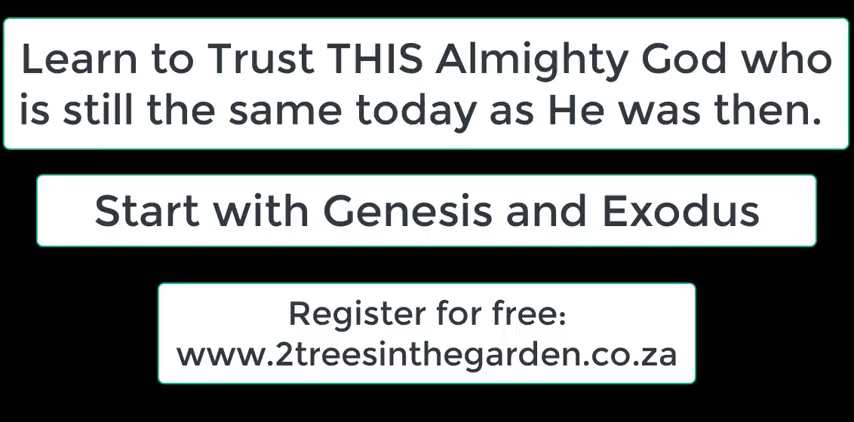 Learn to Trust THIS Almighty God who
is still the same today as He was then.
Start with Genesis and Exodus
Register for free:
www.2treesinthegarden.co.za